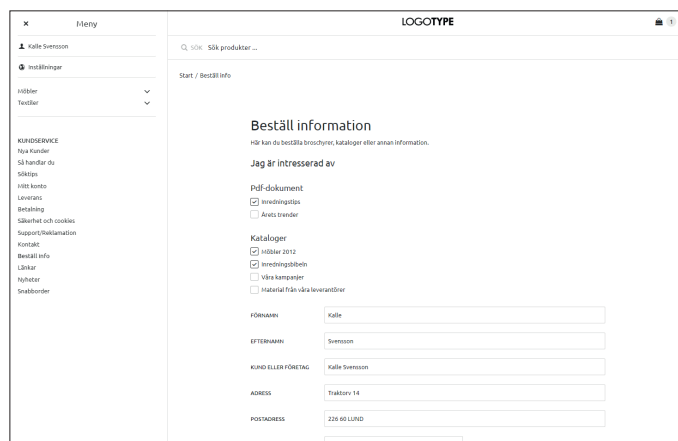 × Meny
Kalle Svensson
Inställningar
Möbler
Textiler
KUNDSERVICE
Nya Kunder
Så handlar du
Söktips
Mitt konto
Leverans
Betalning
Säkerhet och cookies
Support/Reklamation
Kontakt
Beställ info
Länkar
Nyheter
Snabborder
LOGOTYPE
1
SÖK Sök produkter ...
Start / Beställ info
Beställ information
Här kan du beställa broschyrer, kataloger eller annan information.
Jag är intresserad av
Pdf-dokument
Inredningstips
Årets trender
Kataloger
Möbler 2012
Inredningsbibeln
Våra kampanjer
Material från våra leverantörer
FÖRNAMN Kalle
EFTERNAMN Svensson
KUND ELLER FÖRETAG Kalle Svensson
ADRESS Traktorv 14
POSTADRESS 226 60 LUND